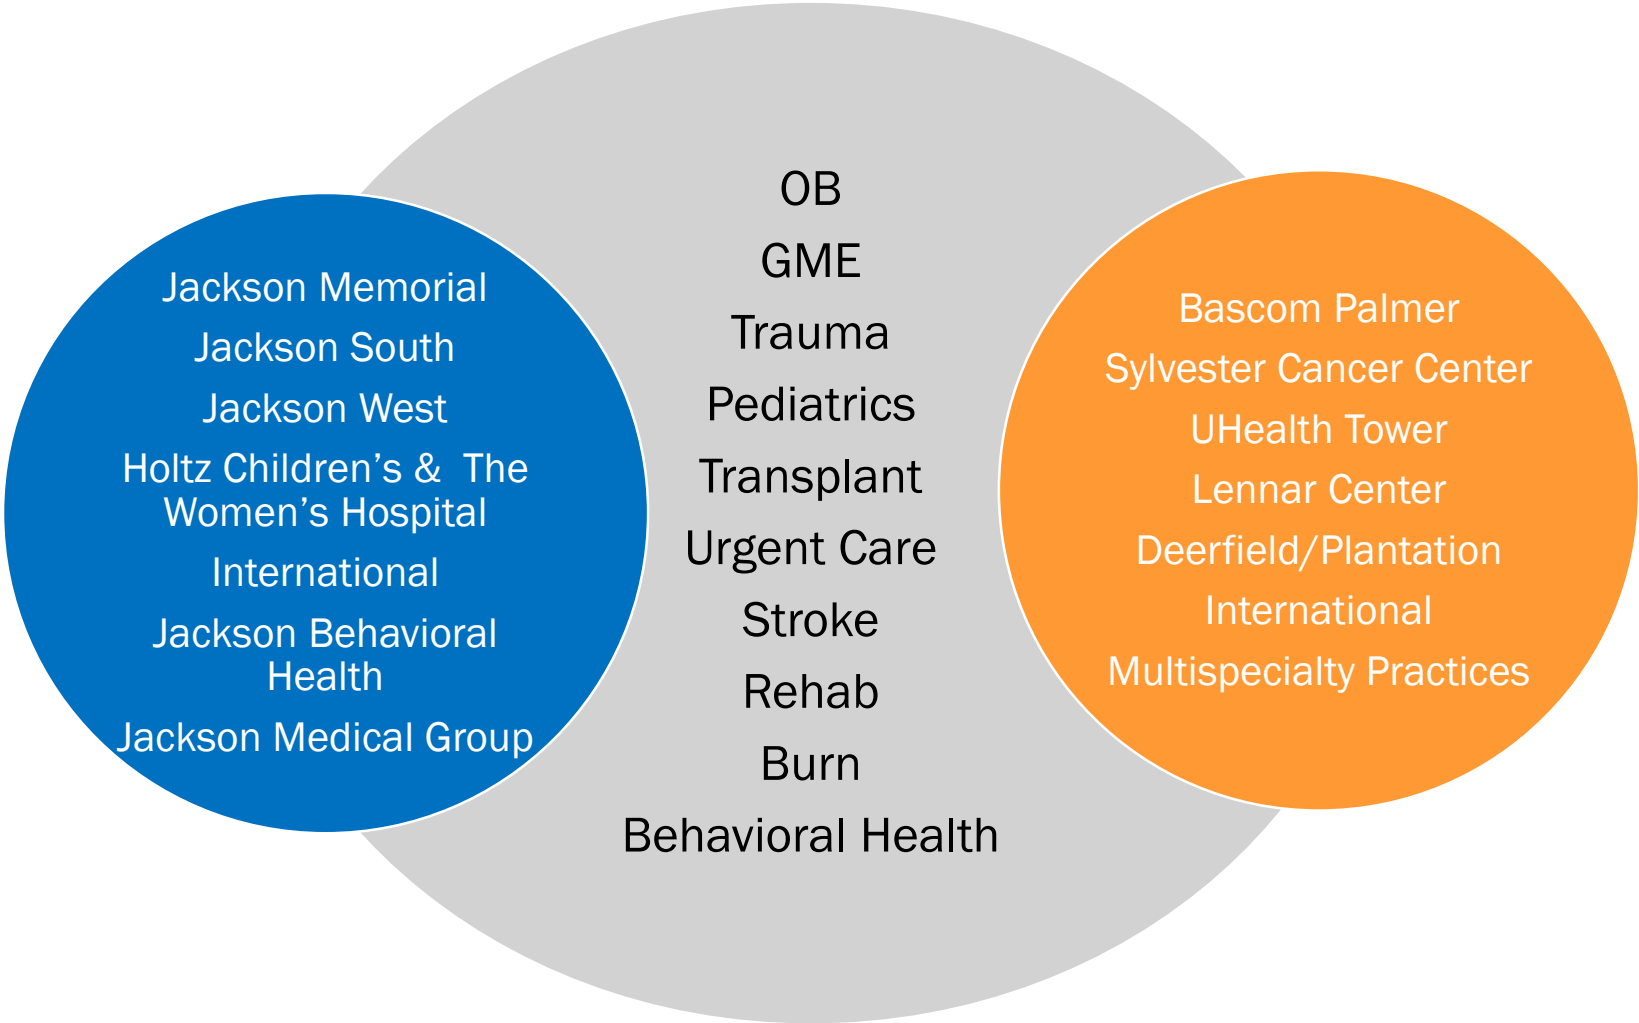 Jackson Memorial
Jackson South
Jackson West
Holtz Children’s &  The
Women’s Hospital
International
Jackson Behavioral
Health
Jackson Medical Group
OB
GME
Trauma
Pediatrics
Transplant
Urgent Care
Stroke
Rehab
Burn
Behavioral Health
Bascom Palmer
Sylvester Cancer Center
UHealth Tower
Lennar Center
Deerfield/Plantation
International
Multispecialty Practices